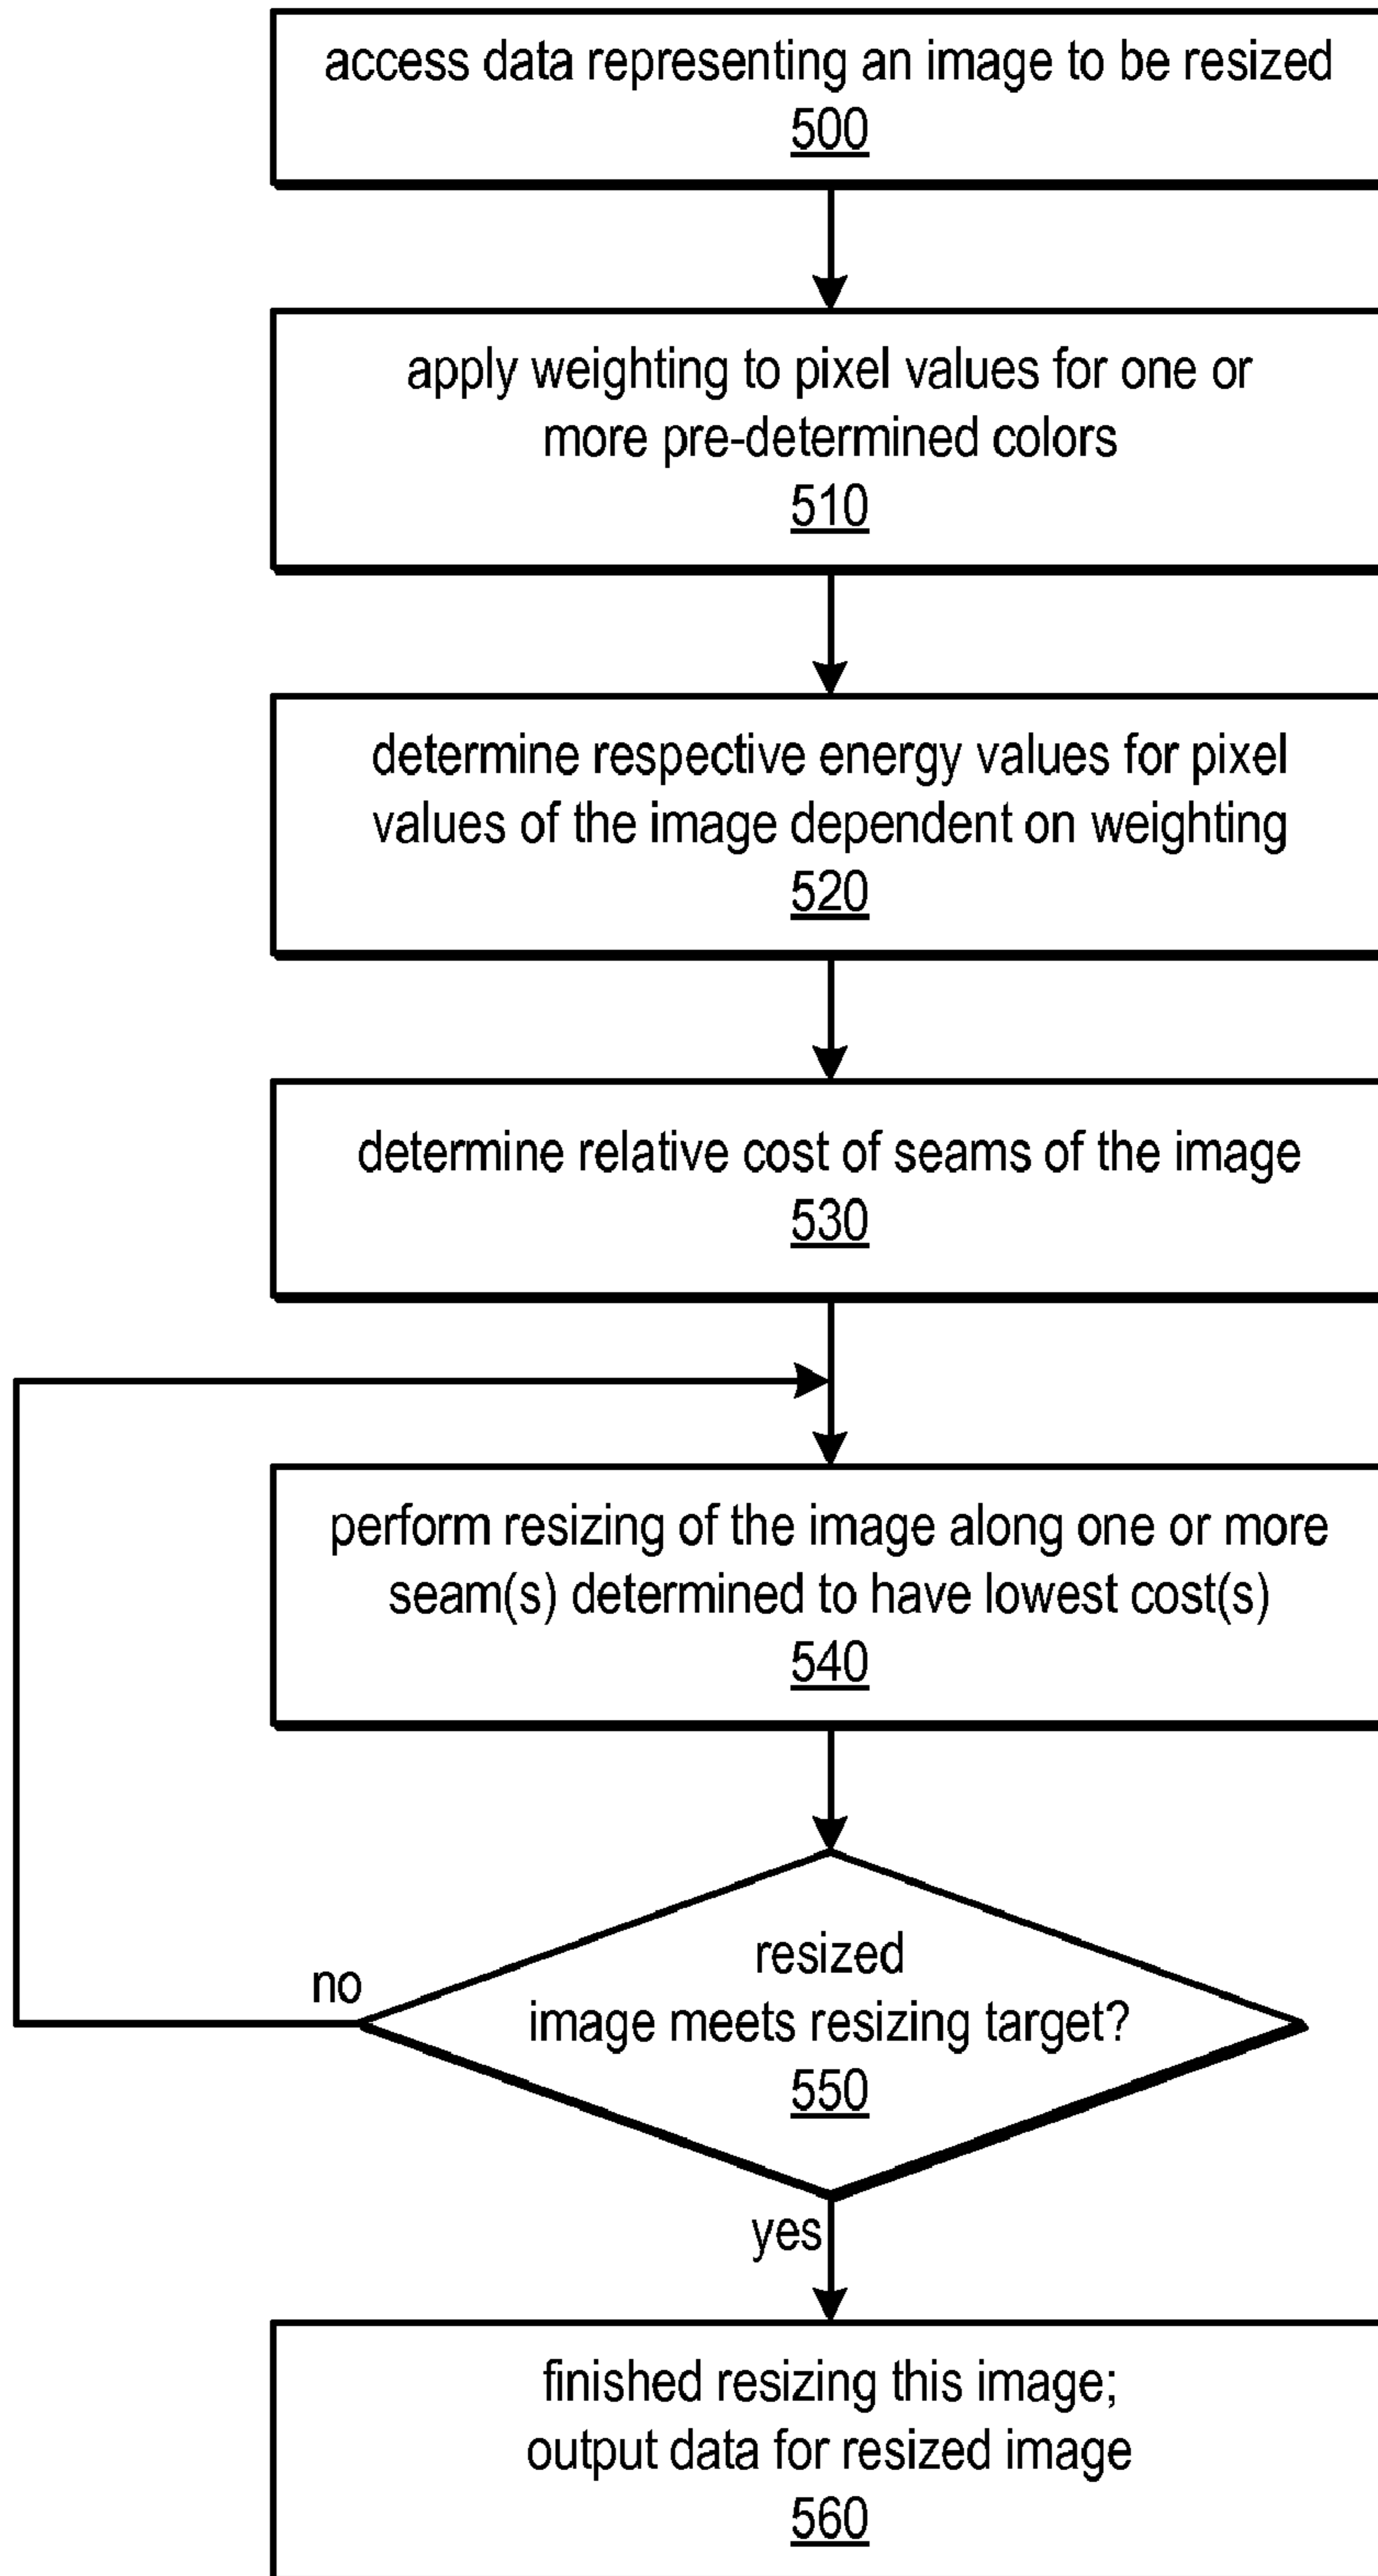 access data representing an image to be resized
500
apply weighting to pixel values for one or
more pre-determined colors
510
determine respective energy values for pixel
values of the image dependent on weighting
520
determine relative cost of seams of the image
530
perform resizing of the image along one or more
seam(s) determined to have lowest cost(s)
540
resized
no
image meets resizing target?
550
yes
finished resizing this image;
output data for resized image
560